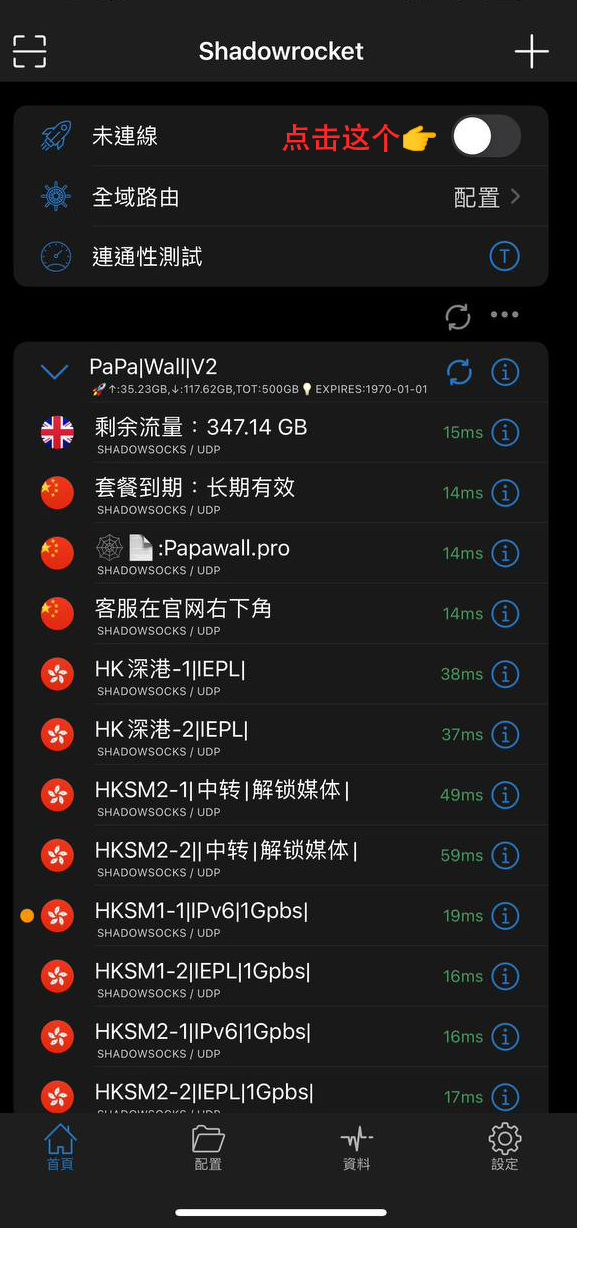 Shadowrocket
未連線 点击这个👉
全域路由 配置
連通性測試 T
PaPa|Wall|V2
🚀↑:35.23GB,↓:117.62GB,TOT:500GB💡EXPIRES:1970-01-01
剩余流量：347.14 GB 15ms
SHADOWSOCKS / UDP
套餐到期：长期有效 14ms
SHADOWSOCKS / UDP
🕸📄:Papawall.pro 14ms
SHADOWSOCKS / UDP
客服在官网右下角 14ms
SHADOWSOCKS / UDP
HK深港-1|IEPL| 38ms
SHADOWSOCKS / UDP
HK深港-2|IEPL| 37ms
SHADOWSOCKS / UDP
HKSM2-1|中转|解锁媒体| 49ms
SHADOWSOCKS / UDP
HKSM2-2||中转|解锁媒体| 59ms
SHADOWSOCKS / UDP
HKSM1-1|IPv6|1Gpbs| 19ms
SHADOWSOCKS / UDP
HKSM1-2|IEPL|1Gpbs| 16ms
SHADOWSOCKS / UDP
HKSM2-1|IPv6|1Gpbs| 16ms
SHADOWSOCKS / UDP
HKSM2-2|IEPL|1Gpbs| 17ms
SHADOWSOCKS / UDP
首頁 配置 資料 設定